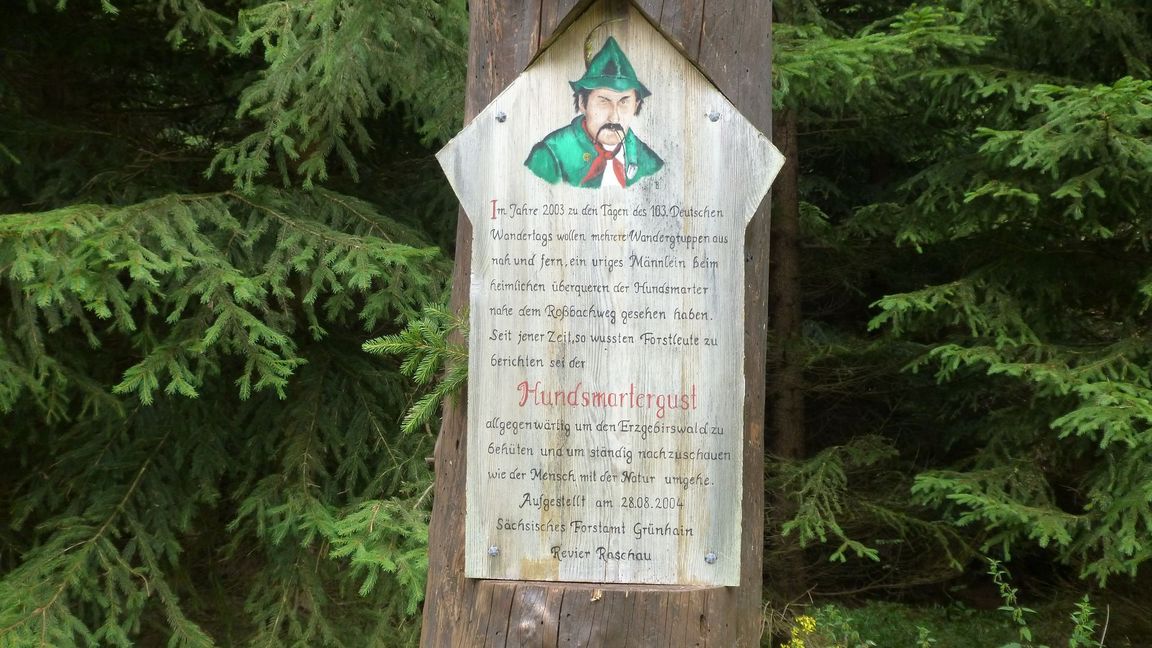 Im Jahre 2003 zu den Tagen des 103. Deutschen
Wandertags wollen mehrere Wandergruppen aus
nah und fern, ein uriges Männlein beim
heimlichen überqueren der Hundsmarter
nahe dem Roßbachweg gesehen haben.
Seit jener Zeit, so wussten Forstleute zu
berichten sei der
Hundsmartergust
allgegenwärtig um den Erzgebirswald zu
behüten und um ständig nachzuschauen
wie der Mensch mit der Natur umgehe.
Aufgestellt am 28.08.2004
Sächsisches Forstamt Grünhain
Revier Raschau